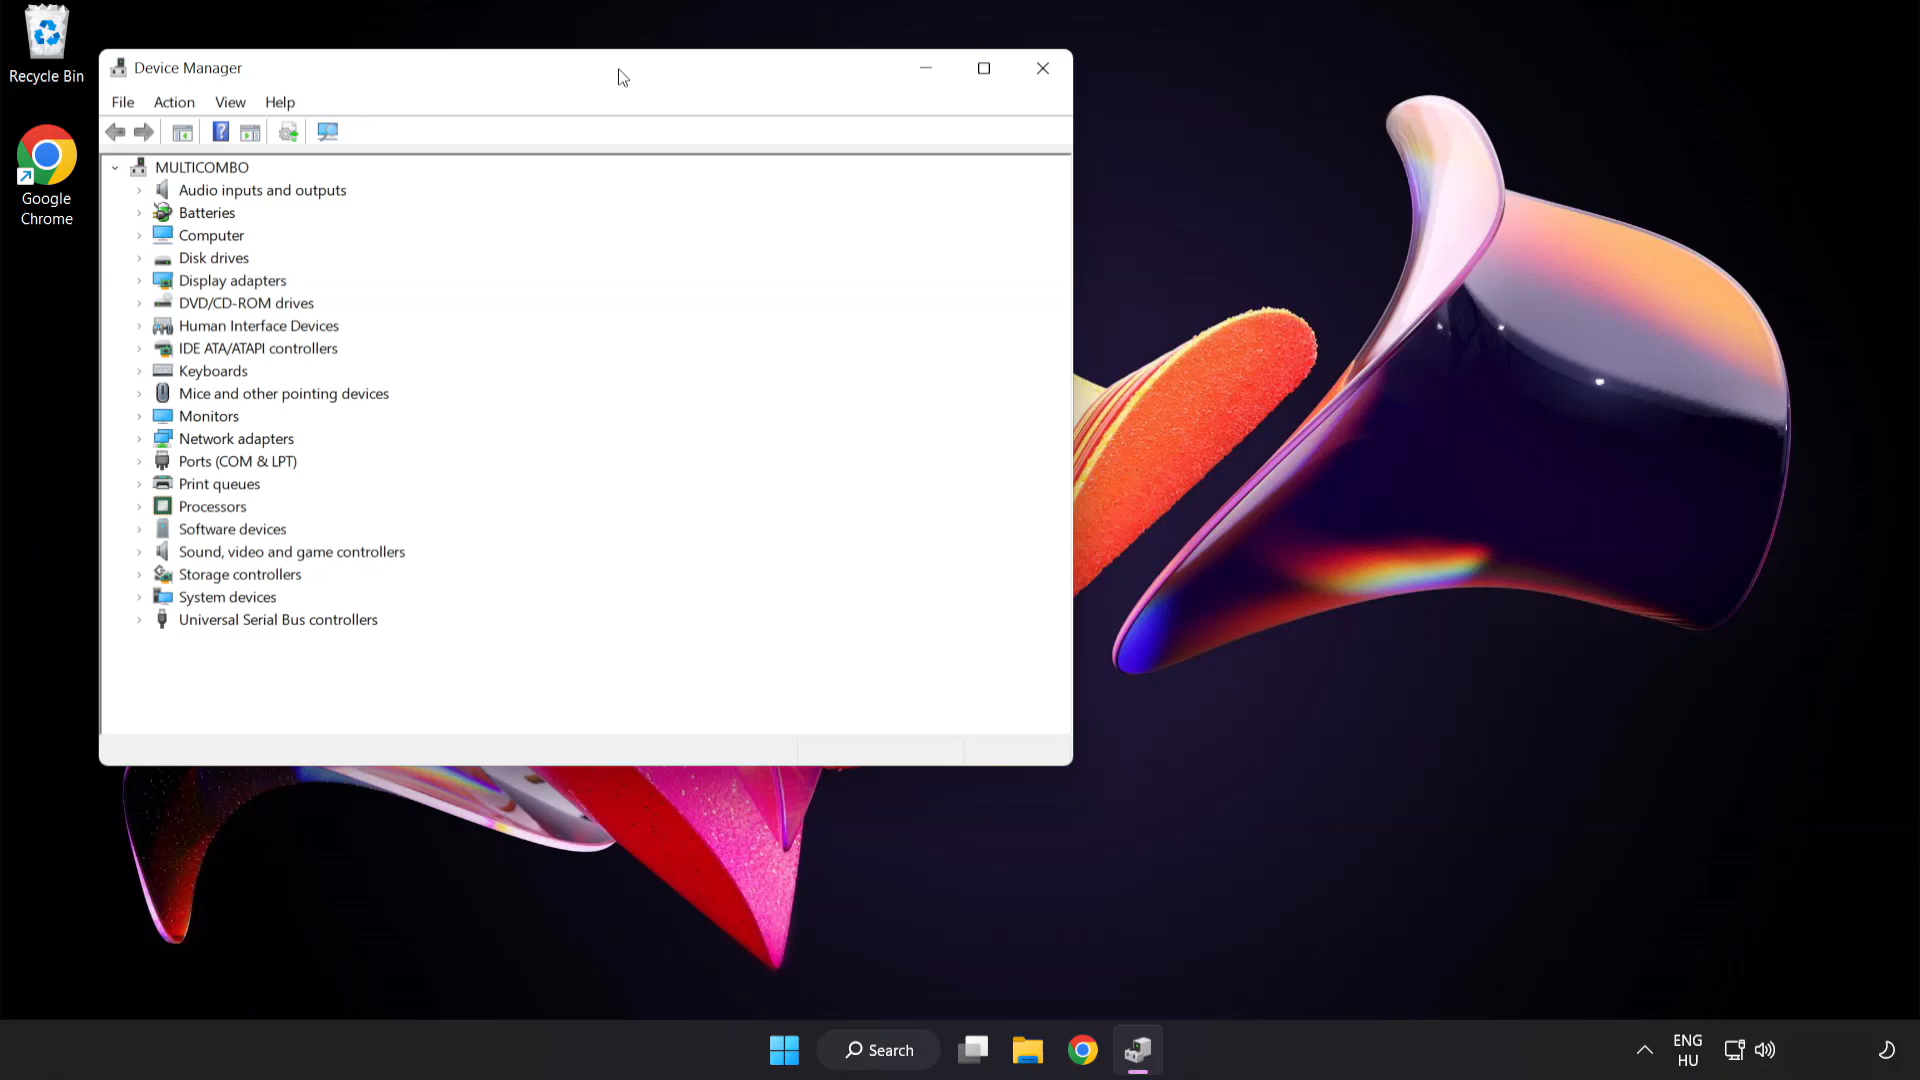 Recycle Bin
Google
Chrome
Device Manager
File Action View Help
MULTICOMBO
Audio inputs and outputs
Batteries
Computer
Disk drives
Display adapters
DVD/CD-ROM drives
Human Interface Devices
IDE ATA/ATAPI controllers
Keyboards
Mice and other pointing devices
Monitors
Network adapters
Ports (COM & LPT)
Print queues
Processors
Software devices
Sound, video and game controllers
Storage controllers
System devices
Universal Serial Bus controllers
Search
ENG
HU